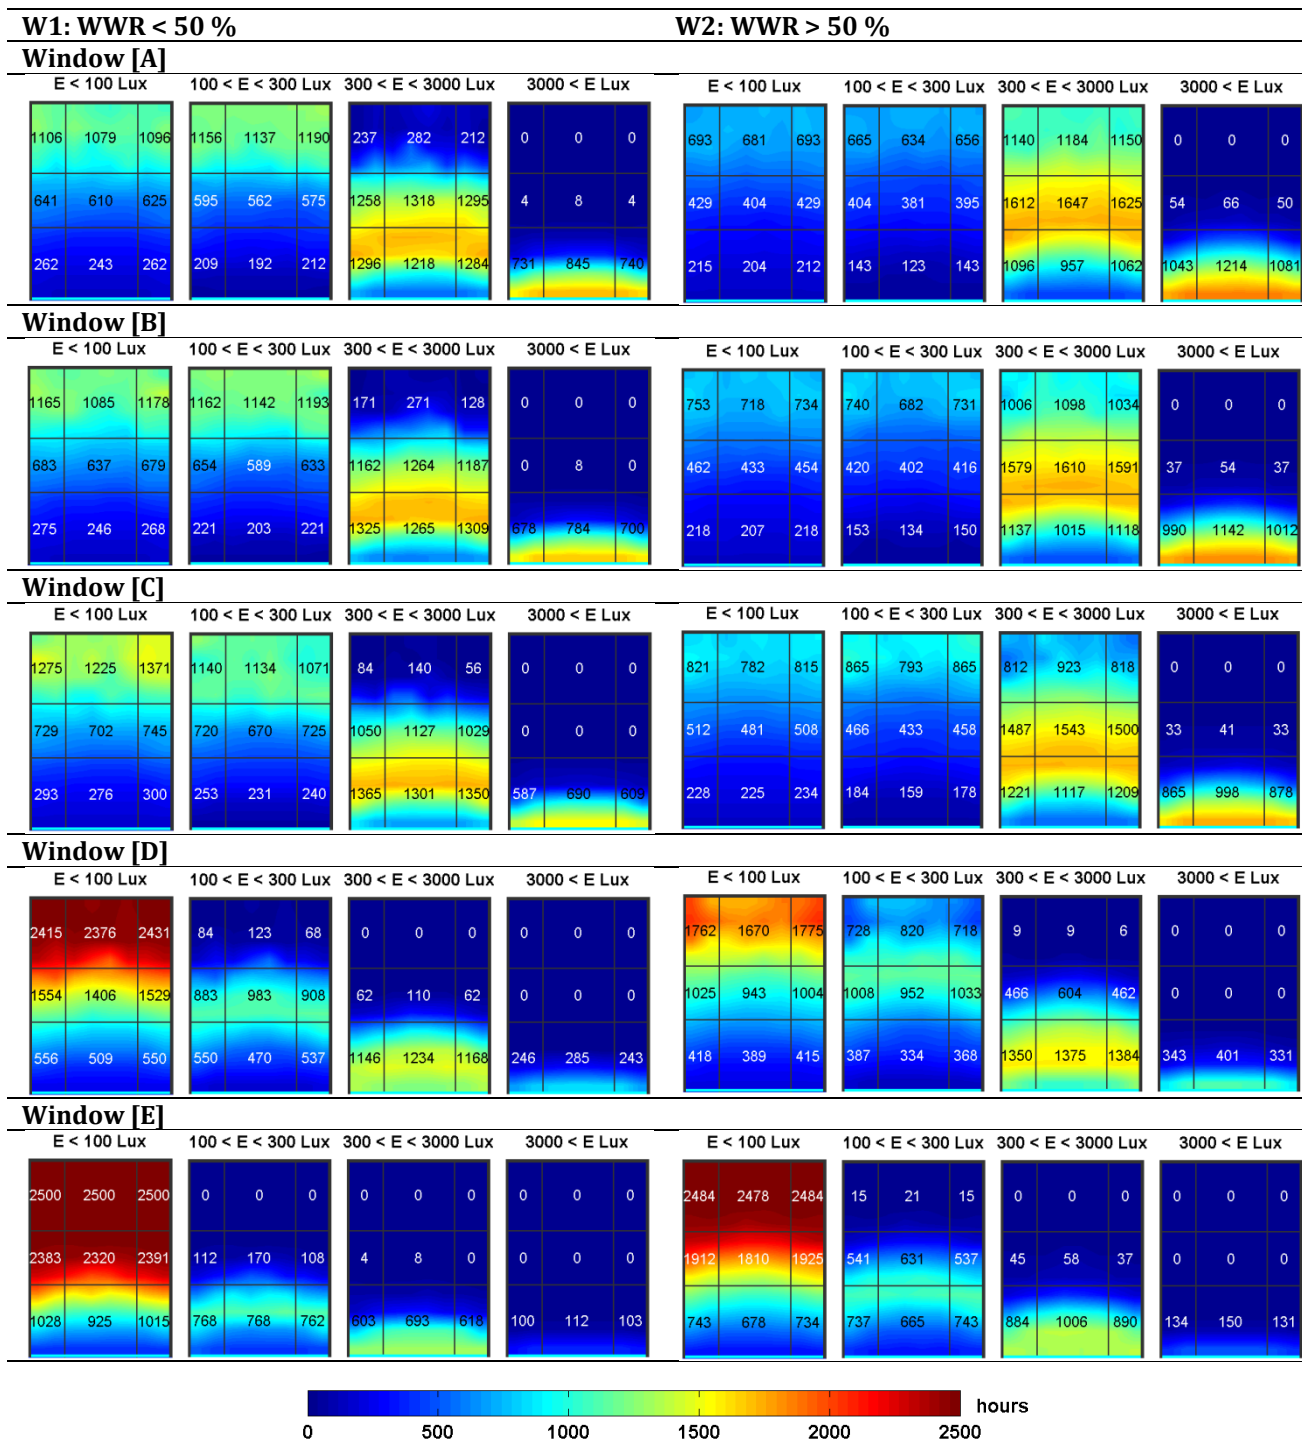 W1: WWR < 50 % W2: WWR > 50 %
Window [A]
E < 100 Lux 100 < E < 300 Lux 300 < E < 3000 Lux 3000 < E Lux E < 100 Lux 100 < E < 300 Lux 300 < E < 3000 Lux 3000 < E Lux
1106 1079 1096 1156 1137 1190 237 282 212 0 0 0 693 681 693 665 634 656 1140 1184 1150 0 0 0
641 610 625 595 562 575 1258 1318 1295 4 8 4 429 404 429 404 381 395 1612 1647 1625 54 66 50
262 243 262 209 192 212 1296 1218 1284 731 845 740 215 204 212 143 123 143 1096 957 1062 1043 1214 1081
Window [B]
E < 100 Lux 100 < E < 300 Lux 300 < E < 3000 Lux 3000 < E Lux E < 100 Lux 100 < E < 300 Lux 300 < E < 3000 Lux 3000 < E Lux
1165 1085 1178 1162 1142 1193 171 271 128 0 0 0 753 718 734 740 682 731 1006 1098 1034 0 0 0
683 637 679 654 589 633 1162 1264 1187 0 8 0 462 433 454 420 402 416 1579 1610 1591 37 54 37
275 246 268 221 203 221 1325 1265 1309 678 784 700 218 207 218 153 134 150 1137 1015 1118 990 1142 1012
Window [C]
E < 100 Lux 100 < E < 300 Lux 300 < E < 3000 Lux 3000 < E Lux E < 100 Lux 100 < E < 300 Lux 300 < E < 3000 Lux 3000 < E Lux
1275 1225 1371 1140 1134 1071 84 140 56 0 0 0 821 782 815 865 793 865 812 923 818 0 0 0
729 702 745 720 670 725 1050 1127 1029 0 0 0 512 481 508 466 433 458 1487 1543 1500 33 41 33
293 276 300 253 231 240 1365 1301 1350 587 690 609 228 225 234 184 159 178 1221 1117 1209 865 998 878
Window [D]
E < 100 Lux 100 < E < 300 Lux 300 < E < 3000 Lux 3000 < E Lux E < 100 Lux 100 < E < 300 Lux 300 < E < 3000 Lux 3000 < E Lux
2415 2376 2431 84 123 68 0 0 0 0 0 0 1762 1670 1775 728 820 718 9 9 6 0 0 0
1554 1406 1529 883 983 908 62 110 62 0 0 0 1025 943 1004 1008 952 1033 466 604 462 0 0 0
556 509 550 550 470 537 1146 1234 1168 246 285 243 418 389 415 387 334 368 1350 1375 1384 343 401 331
Window [E]
E < 100 Lux 100 < E < 300 Lux 300 < E < 3000 Lux 3000 < E Lux E < 100 Lux 100 < E < 300 Lux 300 < E < 3000 Lux 3000 < E Lux
2500 2500 2500 0 0 0 0 0 0 0 0 0 2484 2478 2484 15 21 15 0 0 0 0 0 0
2383 2320 2391 112 170 108 4 8 0 0 0 0 1912 1810 1925 541 631 537 45 58 37 0 0 0
1028 925 1015 768 768 762 603 693 618 100 112 103 743 678 734 737 665 743 884 1006 890 134 150 131
hours
0 500 1000 1500 2000 2500